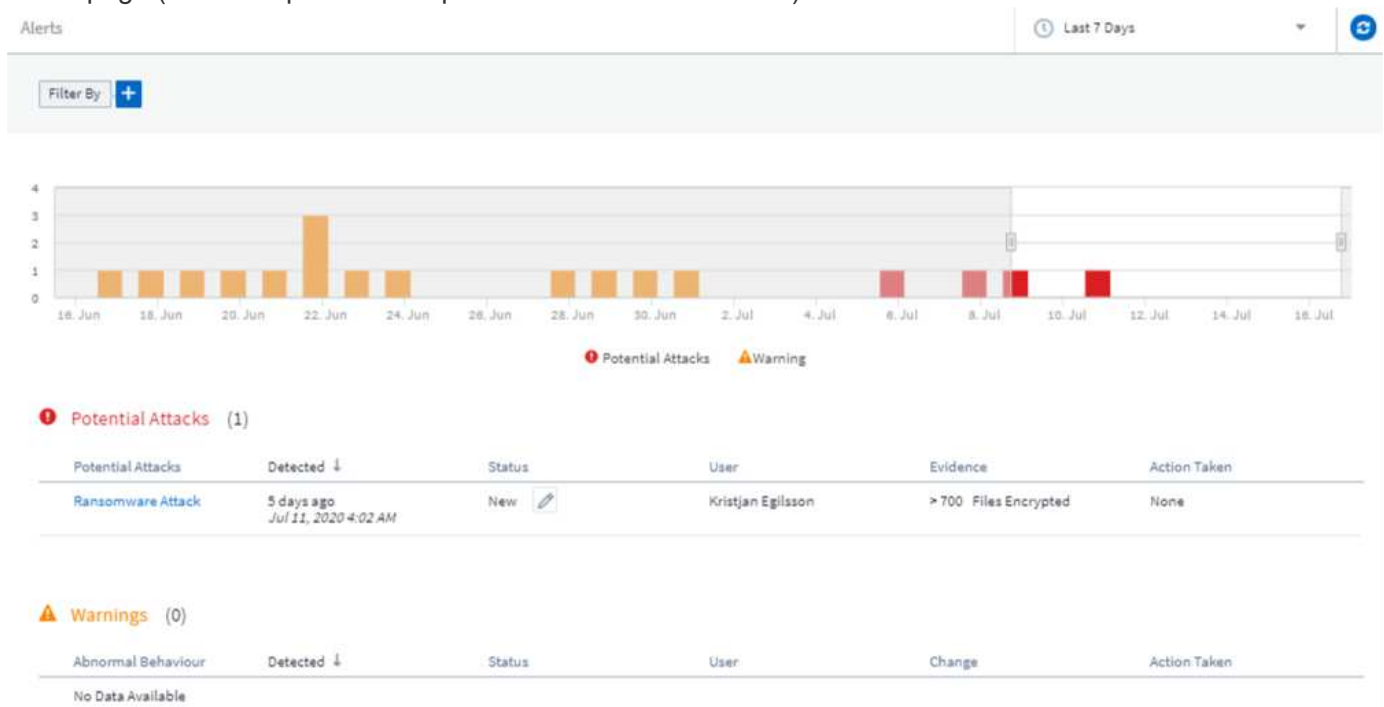 Alerts
Last 7 Days
Filter By +
4
3
2
1
0
16. Jun 18. Jun 20. Jun 22. Jun 24. Jun 26. Jun 28. Jun 30. Jun 2. Jul 4. Jul 6. Jul 8. Jul 10. Jul 12. Jul 14. Jul 16. Jul
Potential Attacks Warning
Potential Attacks (1)
Potential Attacks Detected ↓ Status User Evidence Action Taken
Ransomware Attack 5 days ago New Kristjan Egilsson > 700 Files Encrypted None
Jul 11, 2020 4:02 AM
Warnings (0)
Abnormal Behaviour Detected ↓ Status User Change Action Taken
No Data Available